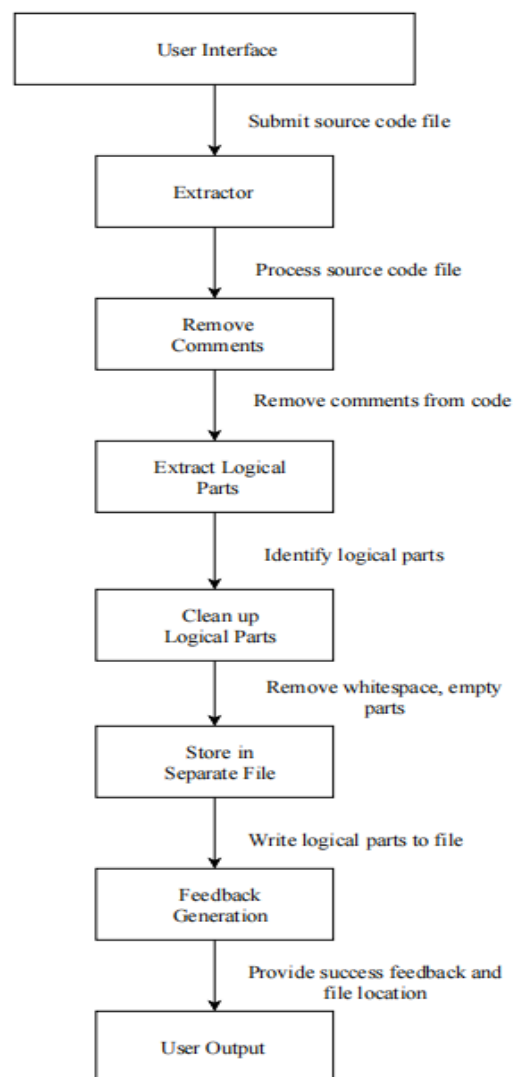 User Interface
Submit source code file
Extractor
Process source code file
Remove
Comments
Remove comments from code
Extract Logical
Parts
Identify logical parts
Clean up
Logical Parts
Remove whitespace, empty
parts
Store in
Separate File
Write logical parts to file
Feedback
Generation
Provide success feedback and
file location
User Output